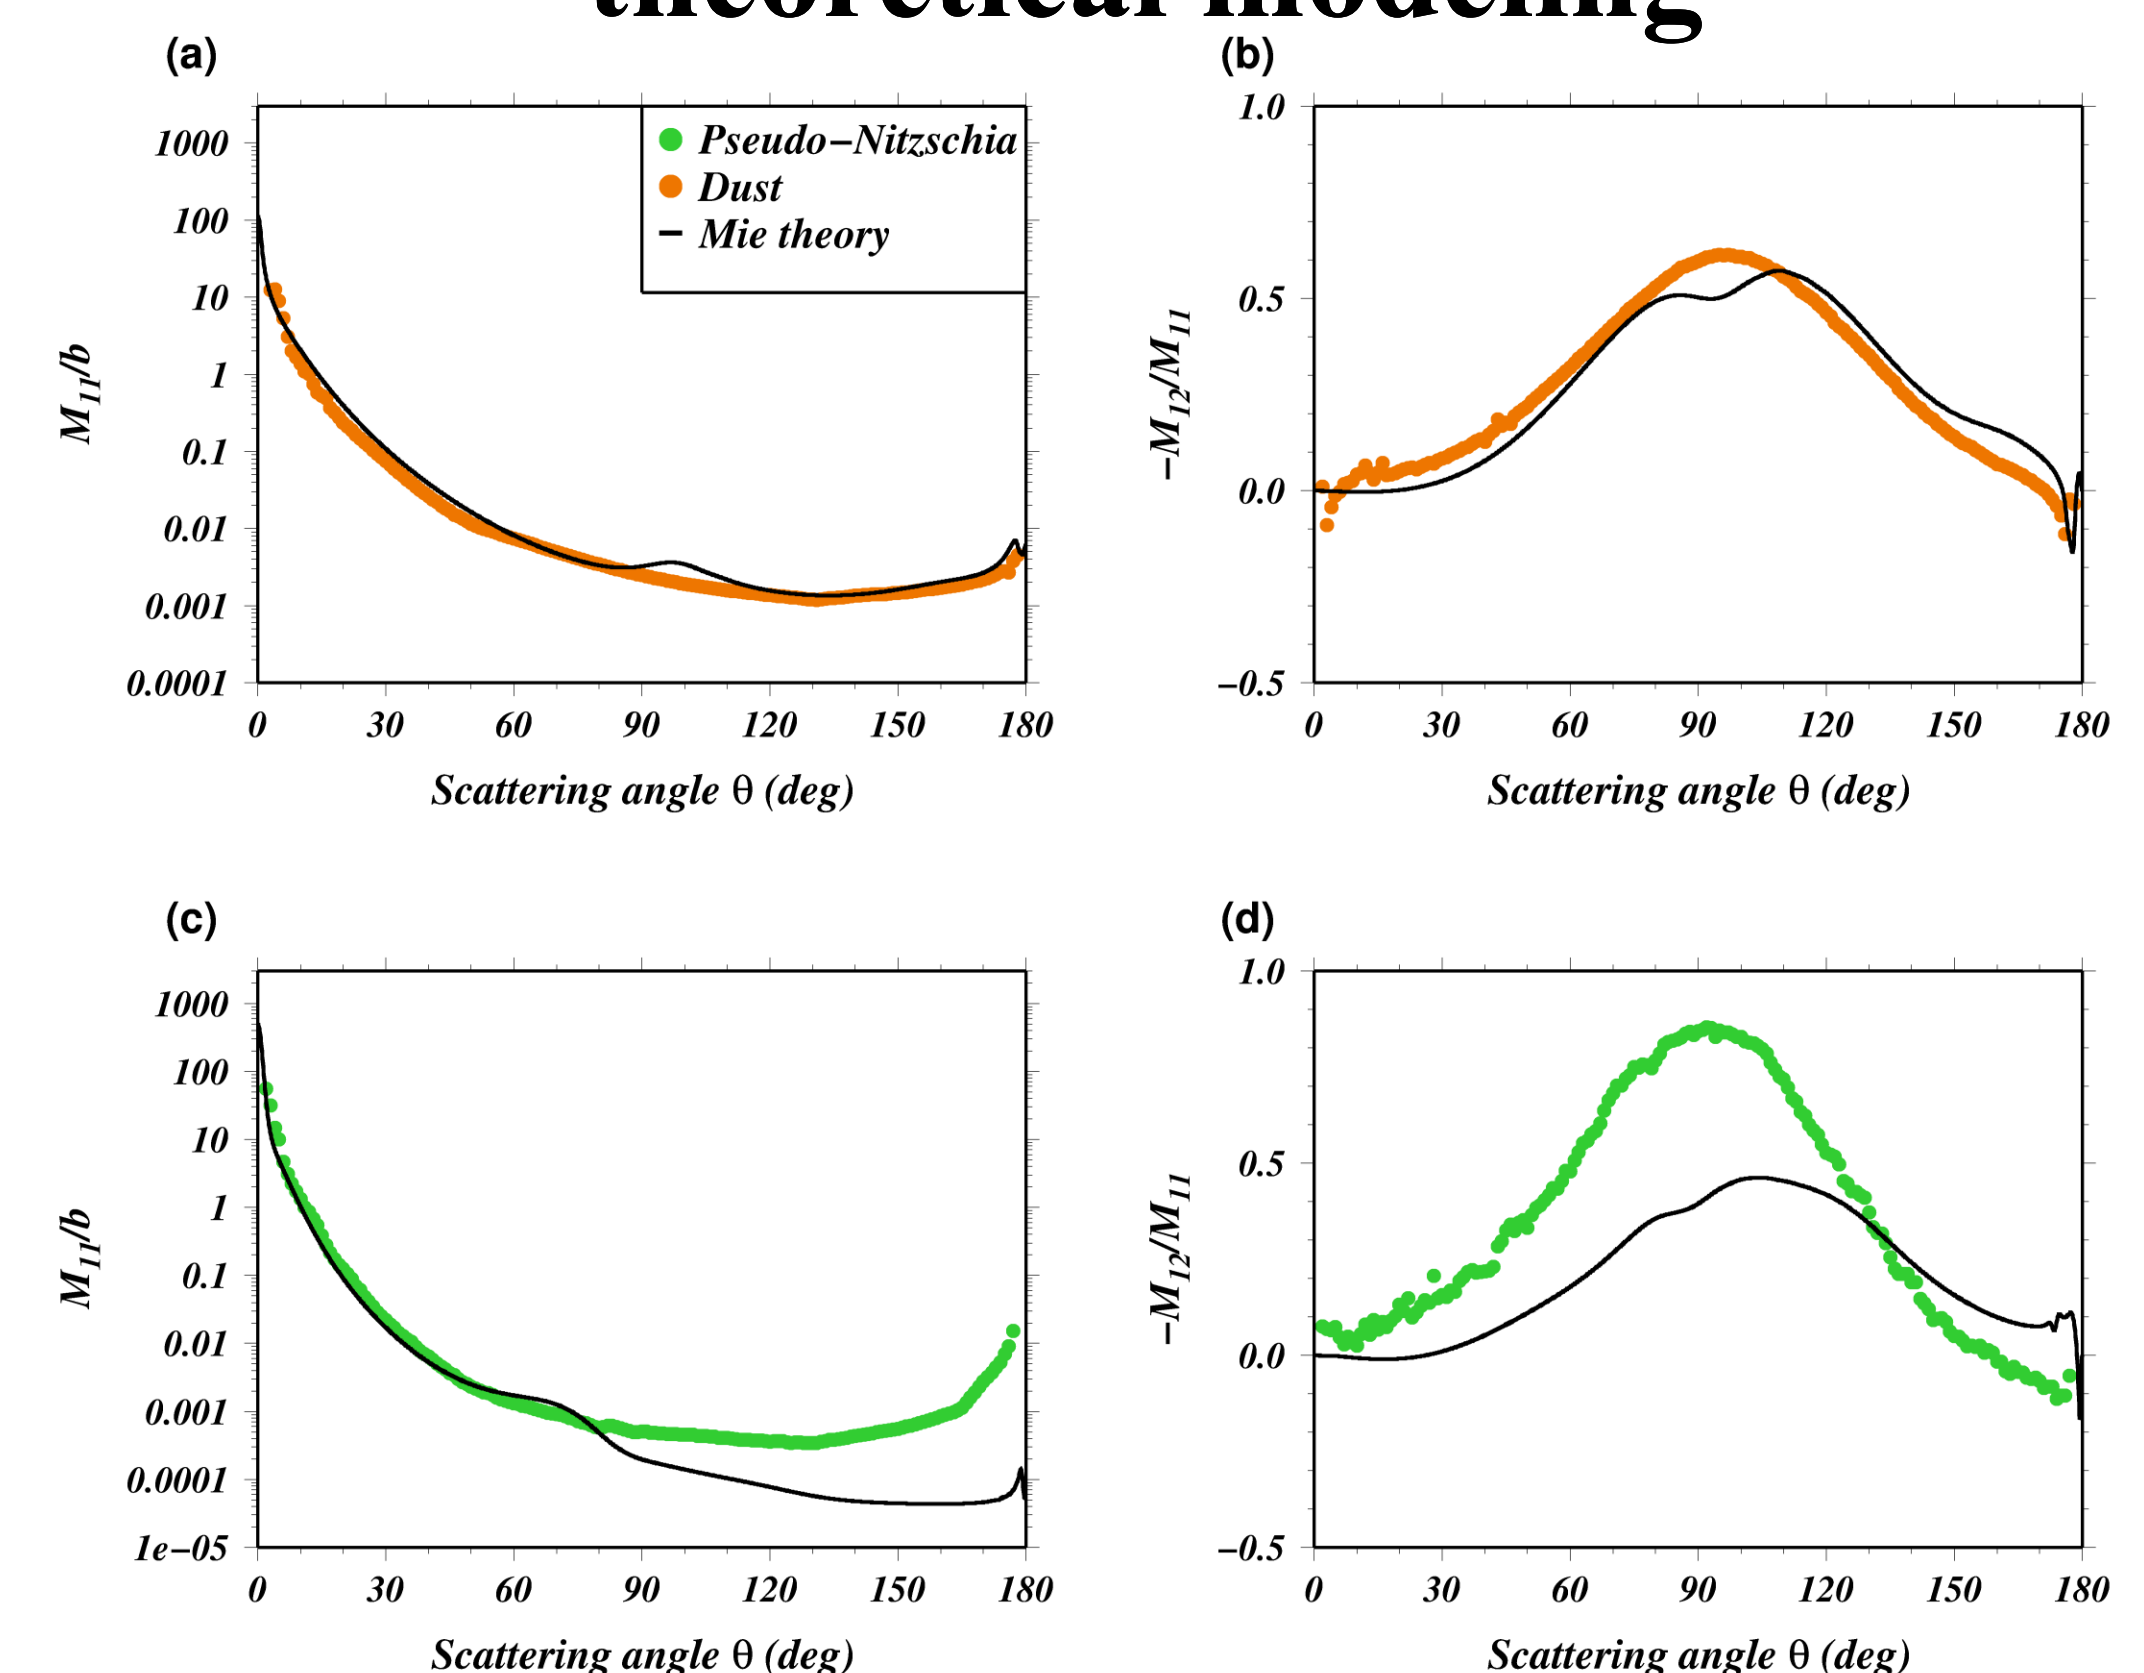 theoretical modeling
(a)
1000
100
10
1
0.1
0.01
0.001
0.0001
M11/b
Pseudo−Nitzschia
Dust
Mie theory
0 30 60 90 120 150 180
Scattering angle θ (deg)
(b)
1.0
0.5
0.0
−0.5
−M12/M11
0 30 60 90 120 150 180
Scattering angle θ (deg)
(c)
1000
100
10
1
0.1
0.01
0.001
0.0001
1e−05
M11/b
0 30 60 90 120 150 180
Scattering angle θ (deg)
(d)
1.0
0.5
0.0
−0.5
−M12/M11
0 30 60 90 120 150 180
Scattering angle θ (deg)